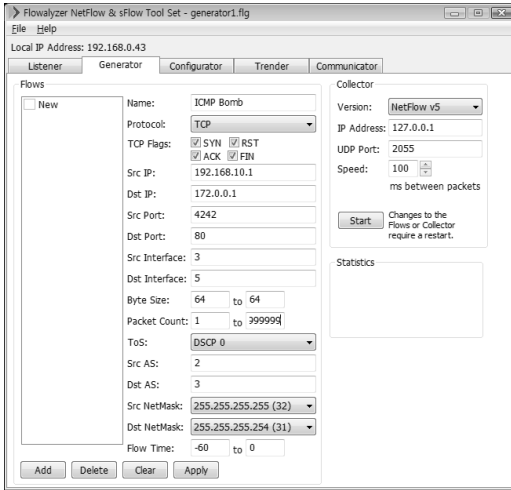 Flowalyzer NetFlow & sFlow Tool Set - generator1.flg
File Help
Local IP Address: 192.168.0.43
Listener Generator Configurator Trender Communicator
Flows
New
Name: ICMP Bomb
Protocol: TCP
TCP Flags: SYN RST
ACK FIN
Src IP: 192.168.10.1
Dst IP: 172.0.0.1
Src Port: 4242
Dst Port: 80
Src Interface: 3
Dst Interface: 5
Byte Size: 64 to 64
Packet Count: 1 to 999999
ToS: DSCP 0
Src AS: 2
Dst AS: 3
Src NetMask: 255.255.255.255 (32)
Dst NetMask: 255.255.255.254 (31)
Flow Time: -60 to 0
Add Delete Clear Apply
Collector
Version: NetFlow v5
IP Address: 127.0.0.1
UDP Port: 2055
Speed: 100
ms between packets
Start
Changes to the
Flows or Collector
require a restart.
Statistics